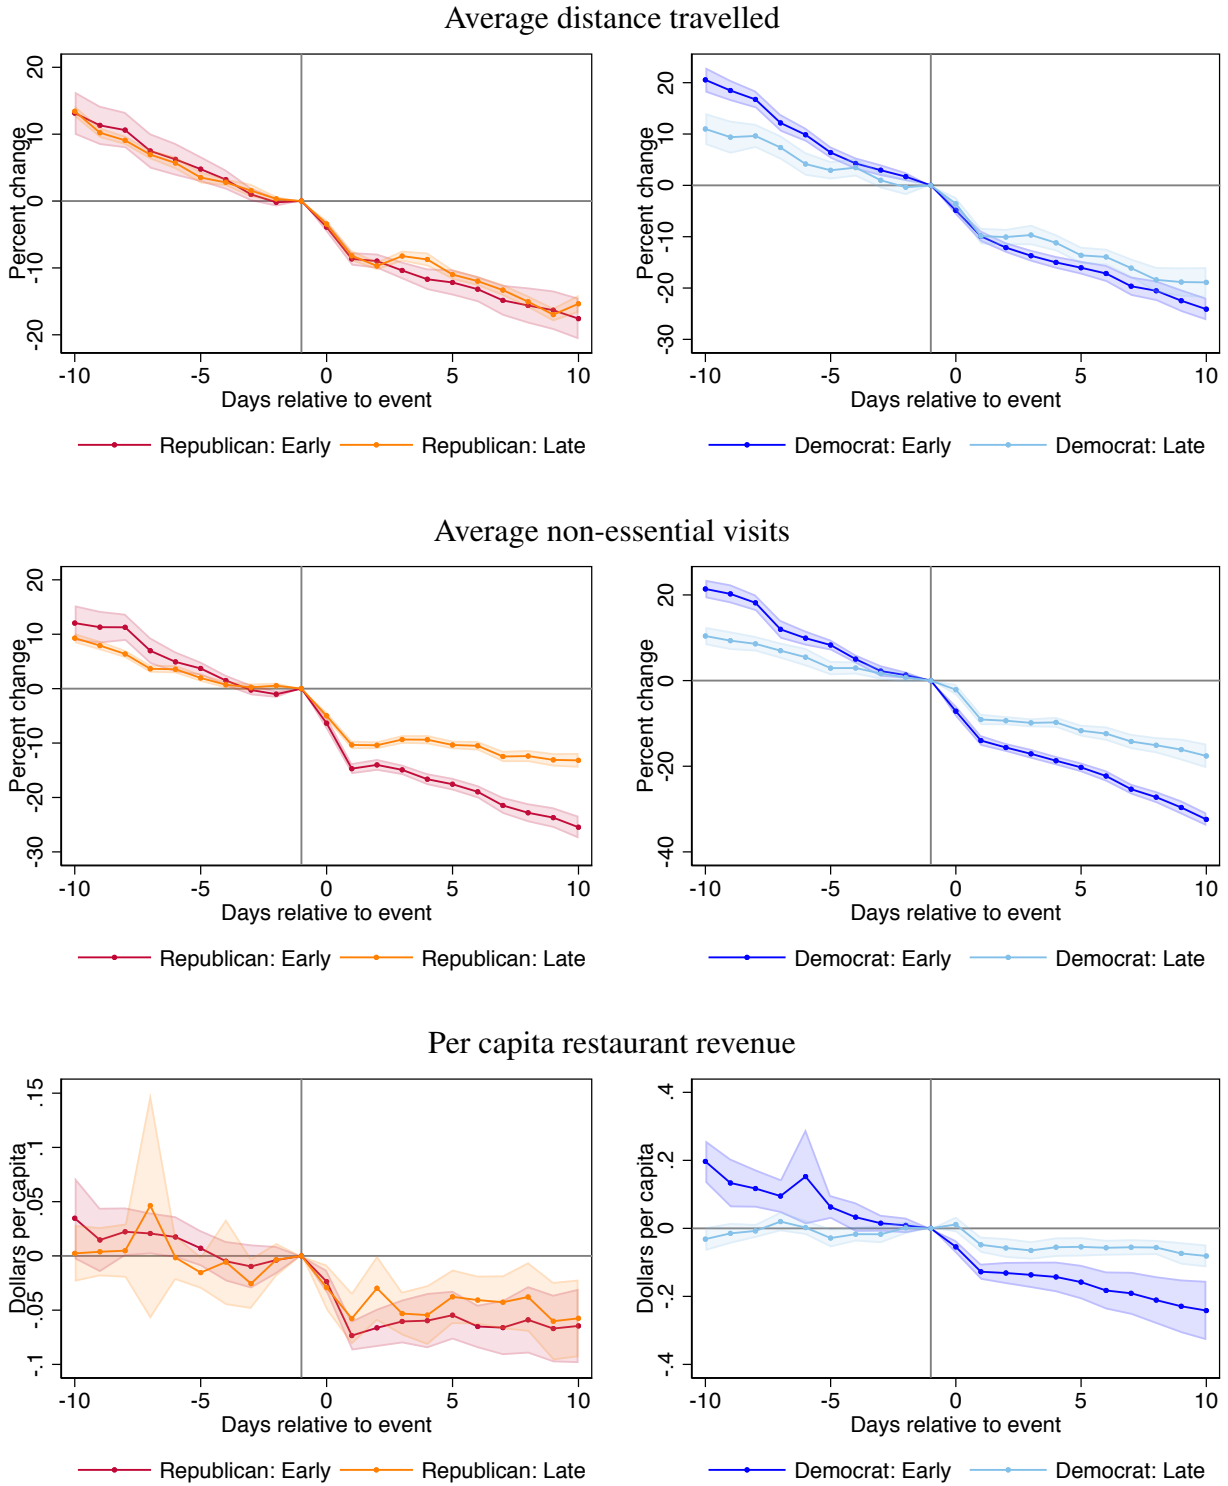 Average distance travelled
Percent change
20
10
0
-10
-20
-10 -5 0 5 10
Days relative to event
Republican: Early Republican: Late
Percent change
20
10
0
-10
-20
-30
-10 -5 0 5 10
Days relative to event
Democrat: Early Democrat: Late
Average non-essential visits
Percent change
20
10
0
-10
-20
-30
-10 -5 0 5 10
Days relative to event
Republican: Early Republican: Late
Percent change
20
0
-20
-40
-10 -5 0 5 10
Days relative to event
Democrat: Early Democrat: Late
Per capita restaurant revenue
Dollars per capita
.15
.1
.05
0
-.05
-.1
-10 -5 0 5 10
Days relative to event
Republican: Early Republican: Late
Dollars per capita
.4
.2
0
-.2
-.4
-10 -5 0 5 10
Days relative to event
Democrat: Early Democrat: Late